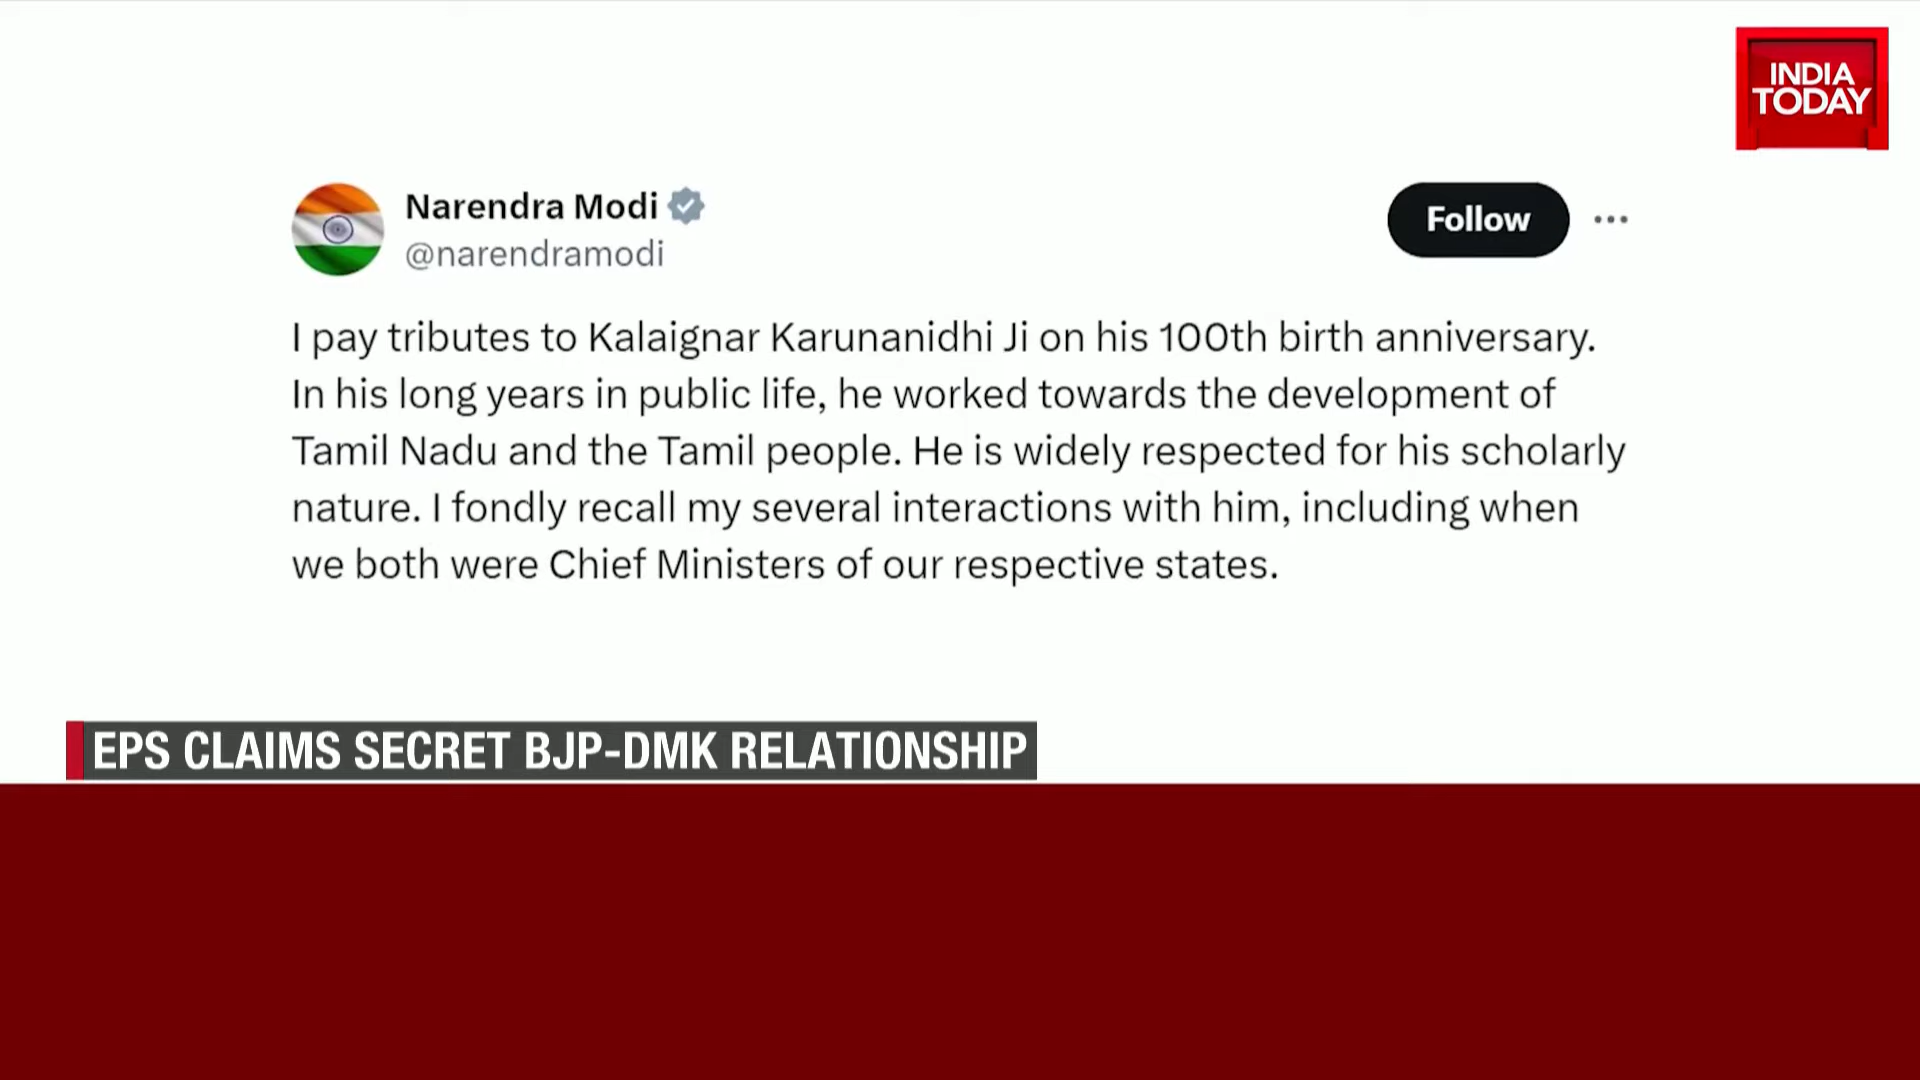 INDIA
TODAY
Narendra Modi
@narendramodi
Follow
I pay tributes to Kalaignar Karunanidhi Ji on his 100th birth anniversary.
In his long years in public life, he worked towards the development of
Tamil Nadu and the Tamil people. He is widely respected for his scholarly
nature. I fondly recall my several interactions with him, including when
we both were Chief Ministers of our respective states.
EPS CLAIMS SECRET BJP-DMK RELATIONSHIP